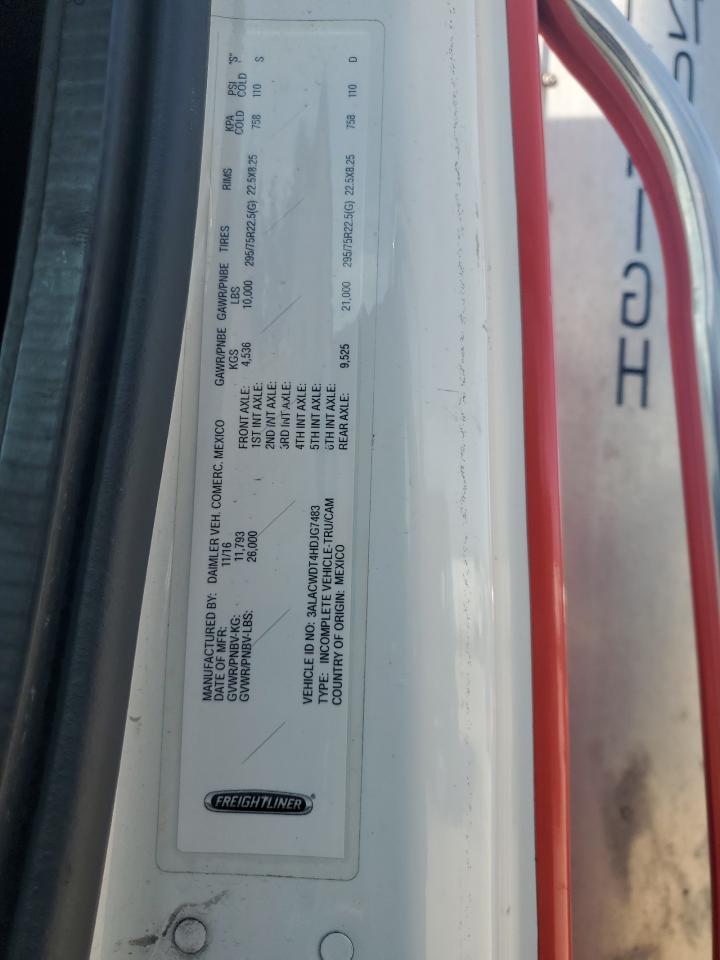 FREIGHTLINER
MANUFACTURED BY: DAIMLER VEH. COMERC. MEXICO
DATE OF MFR: 11/16
GVWR/PNBV-KG: 11,793
GVWR/PNBV-LBS: 26,000
VEHICLE ID NO: 3ALACWDT4HDJG7483
TYPE: INCOMPLETE VEHICLE-TRU/CAM
COUNTRY OF ORIGIN: MEXICO
GAWR/PNBE KGS GAWR/PNBE LBS TIRES RIMS KPA COLD PSI COLD "S"
FRONT AXLE: 4,536 10,000 295/75R22.5(G) 22.5X8.25 758 110 S
1ST INT AXLE:
2ND INT AXLE:
3RD INT AXLE:
4TH INT AXLE:
5TH INT AXLE:
6TH INT AXLE:
REAR AXLE: 9,525 21,000 295/75R22.5(G) 22.5X8.25 758 110 D